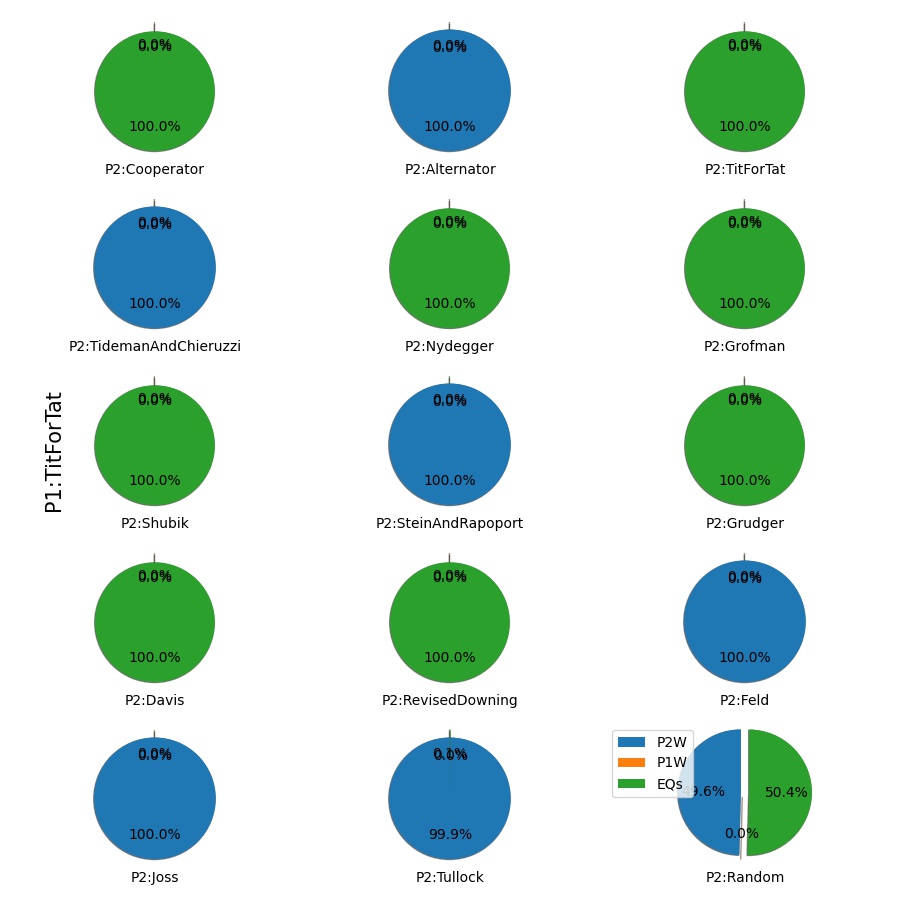 0.0%
0.0%
100.0%
P2:Cooperator
0.0%
0.0%
100.0%
P2:Alternator
0.0%
0.0%
100.0%
P2:TitForTat
0.0%
0.0%
100.0%
P2:TidemanAndChieruzzi
0.0%
0.0%
100.0%
P2:Nydegger
0.0%
0.0%
100.0%
P2:Grofman
P1:TitForTat
0.0%
0.0%
100.0%
P2:Shubik
0.0%
0.0%
100.0%
P2:SteinAndRapoport
0.0%
0.0%
100.0%
P2:Grudger
0.0%
0.0%
100.0%
P2:Davis
0.0%
0.0%
100.0%
P2:RevisedDowning
0.0%
0.0%
100.0%
P2:Feld
0.0%
0.0%
100.0%
P2:Joss
0.1%
0.0%
99.9%
P2:Tullock
P2W
P1W
EQs
49.6%
50.4%
0.0%
P2:Random